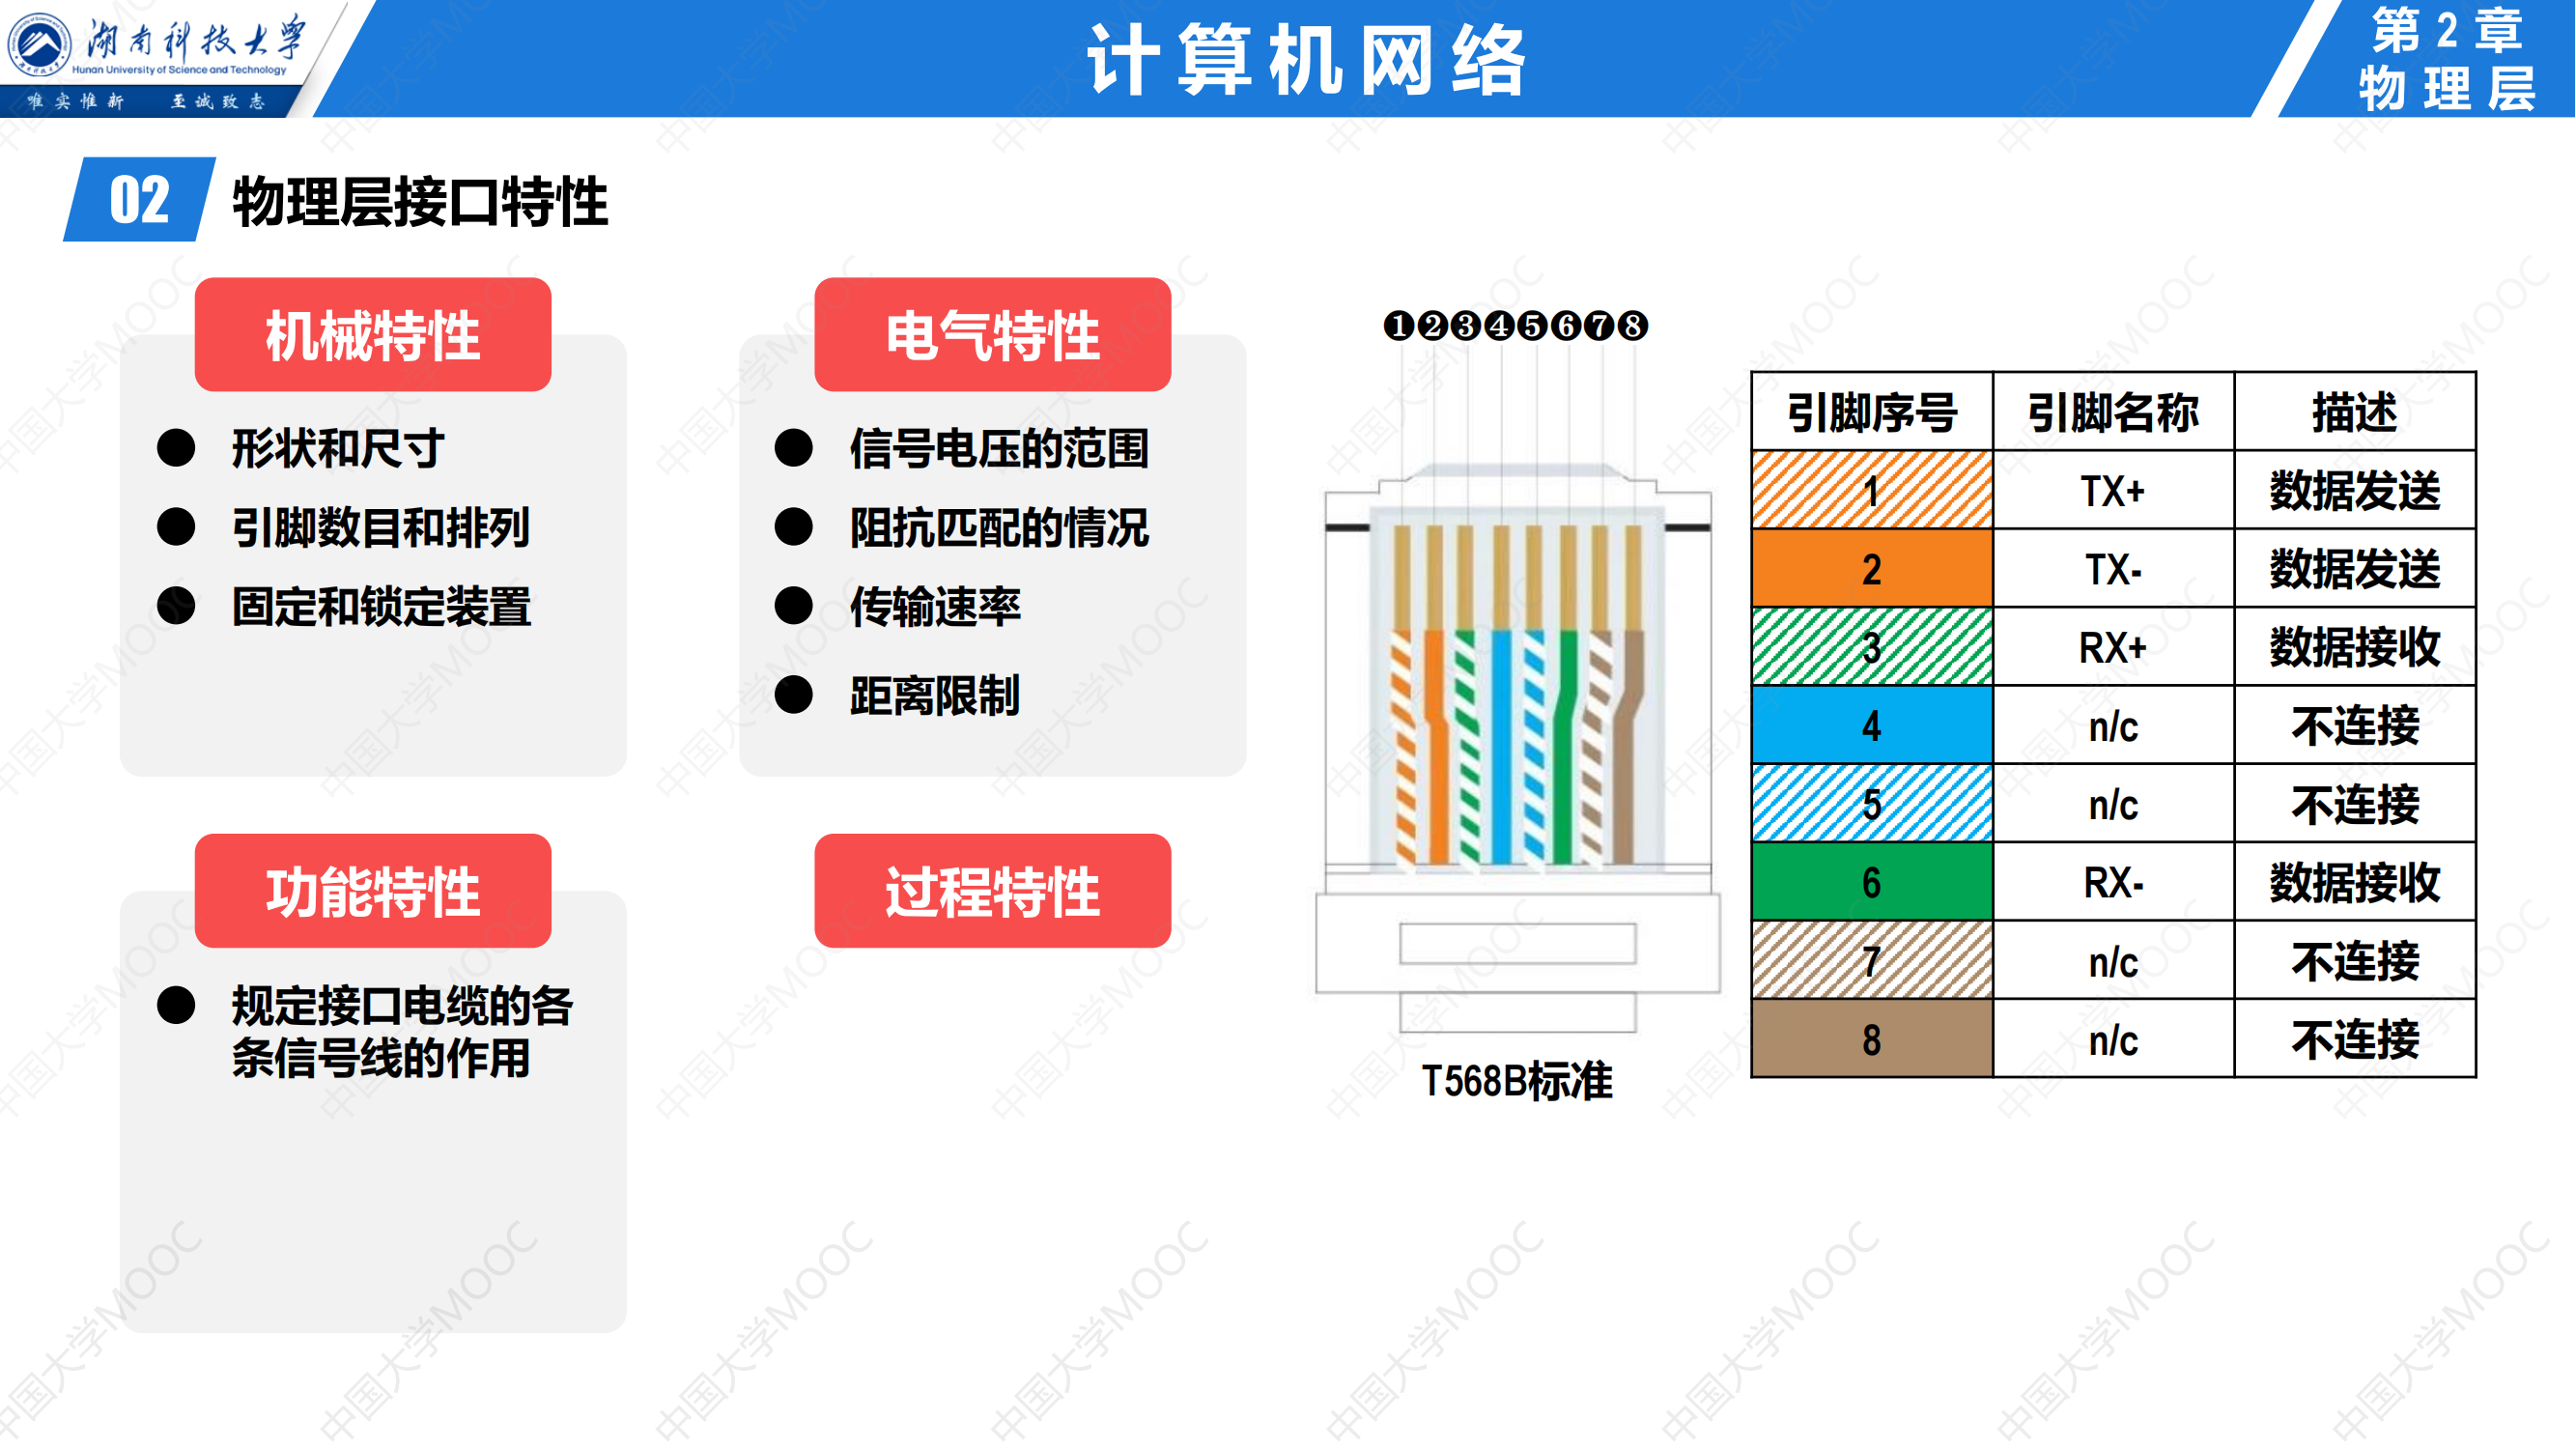 湖南科技大学
Hunan University of Science and Technology
唯实惟新 至诚致志
计算机网络
第2章
物理层
02 物理层接口特性
机械特性
形状和尺寸
引脚数目和排列
固定和锁定装置
电气特性
信号电压的范围
阻抗匹配的情况
传输速率
距离限制
功能特性
规定接口电缆的各
条信号线的作用
过程特性
❶❷❸❹❺❻❼❽
T568B标准
引脚序号 引脚名称 描述
1 TX+ 数据发送
2 TX- 数据发送
3 RX+ 数据接收
4 n/c 不连接
5 n/c 不连接
6 RX- 数据接收
7 n/c 不连接
8 n/c 不连接
中国大学MOOC